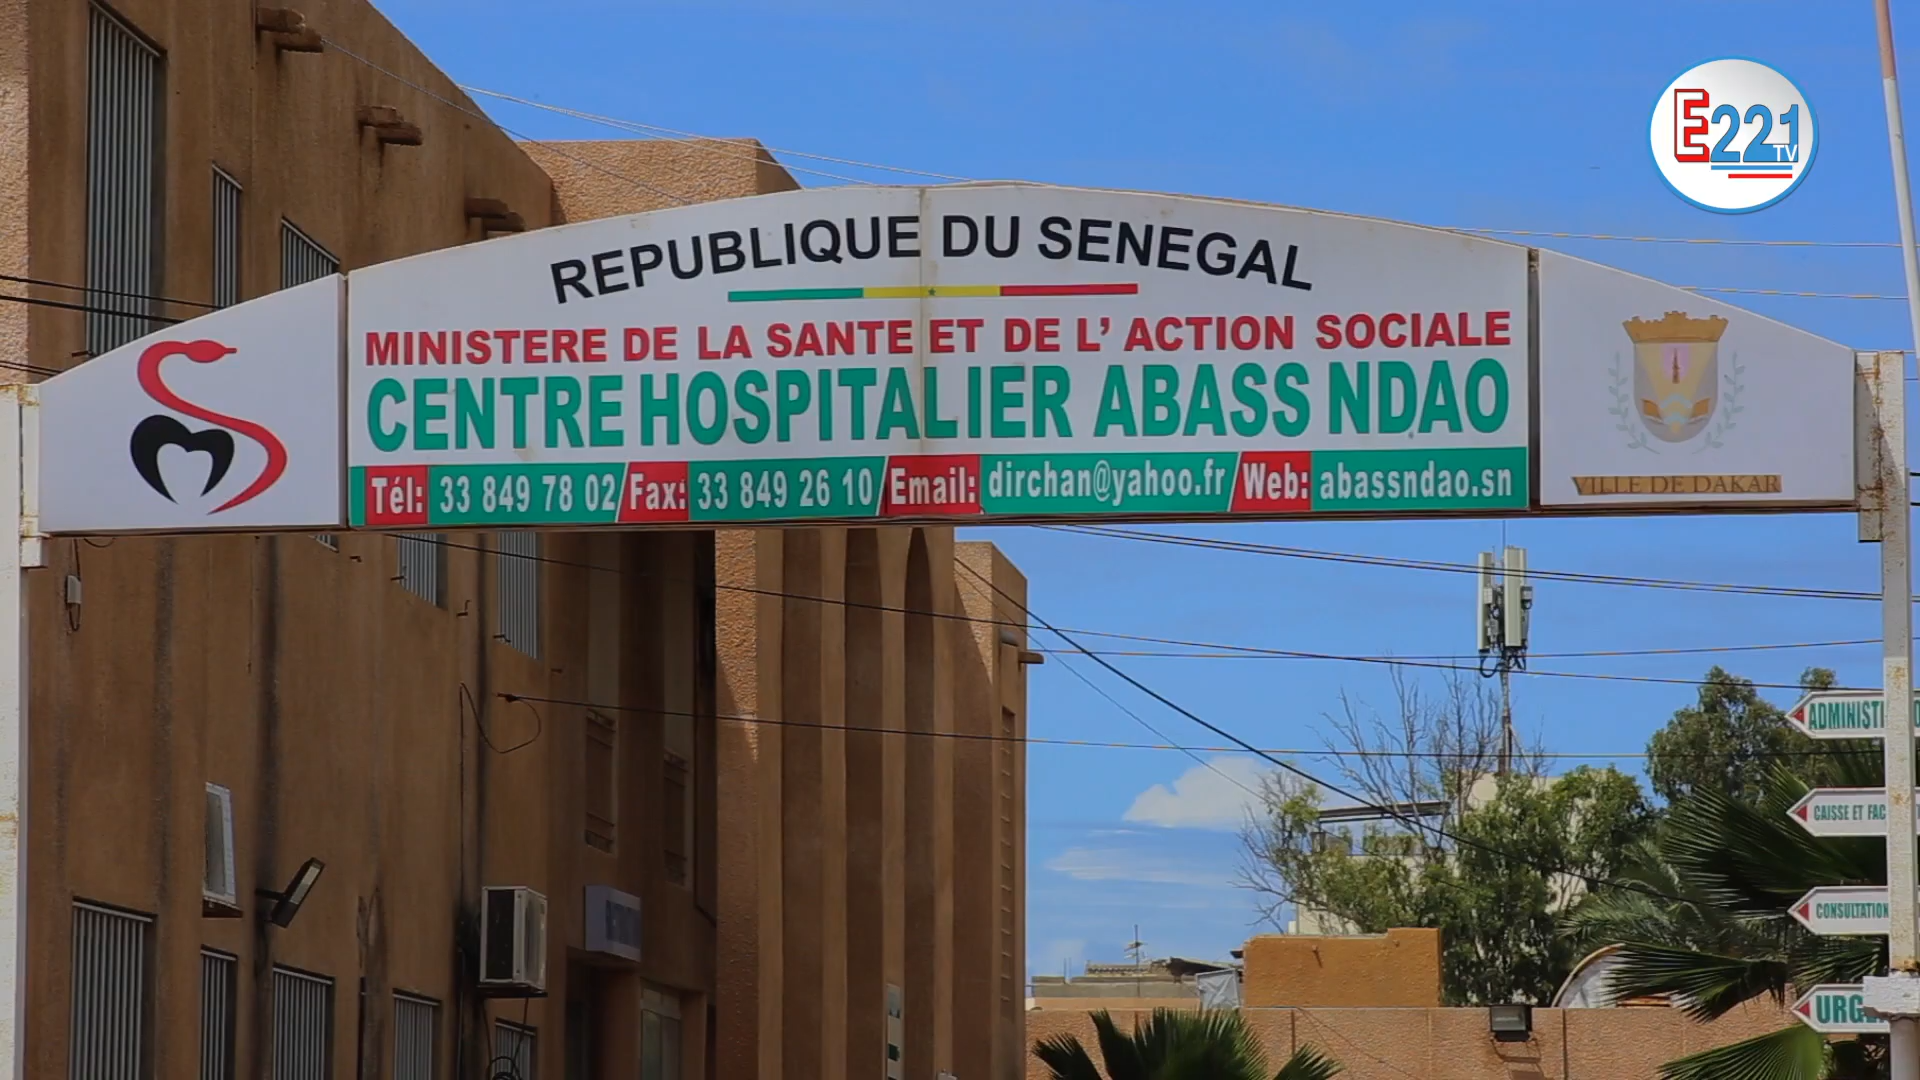 E221
TV
REPUBLIQUE DU SENEGAL
MINISTERE DE LA SANTE ET DE L' ACTION SOCIALE
CENTRE HOSPITALIER ABASS NDAO
Tél: 33 849 78 02 Fax: 33 849 26 10 Email: dirchan@yahoo.fr Web: abassndao.sn
VILLE DE DAKAR
ADMINISTI
CAISSE ET FAC
CONSULTATION
URG